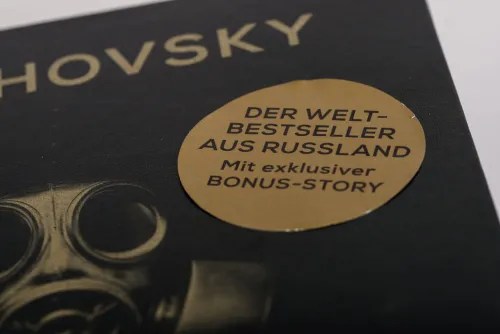 HOVSKY
DER WELT-
BESTSELLER
AUS RUSSLAND
Mit exklusiver
BONUS-STORY